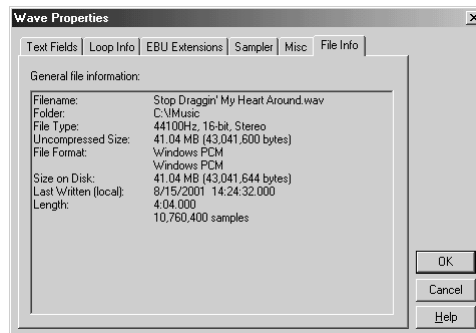 Wave Properties
Text Fields Loop Info EBU Extensions Sampler Misc File Info
General file information:
Filename: Stop Draggin' My Heart Around.wav
Folder: C:\!Music
File Type: 44100Hz, 16-bit, Stereo
Uncompressed Size: 41.04 MB (43,041,600 bytes)
File Format: Windows PCM
Windows PCM
Size on Disk: 41.04 MB (43,041,644 bytes)
Last Written (local): 8/15/2001 14:24:32.000
Length: 4:04.000
10,760,400 samples
OK
Cancel
Help